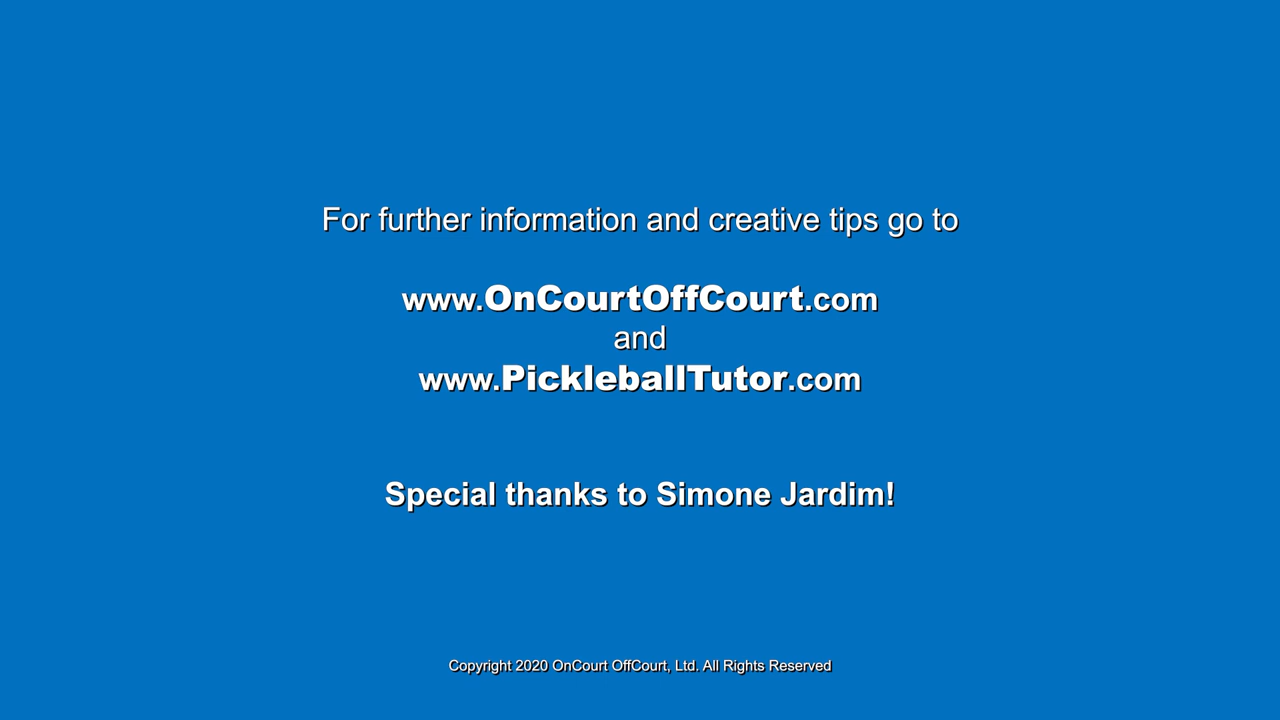 For further information and creative tips go to
www.OnCourtOffCourt.com
and
www.PickleballTutor.com
Special thanks to Simone Jardim!
Copyright 2020 OnCourt OffCourt, Ltd. All Rights Reserved